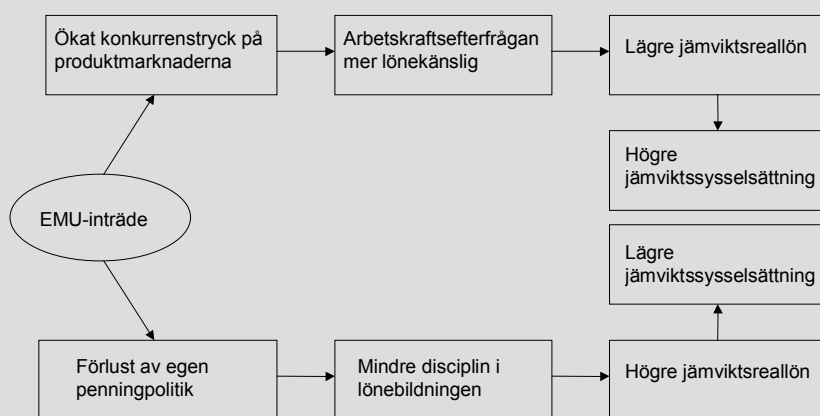 Ökat konkurrenstryck på
produktmarknaderna
Arbetskraftsefterfrågan
mer lönekänslig
Lägre jämviktsreallön
Högre
jämviktssysselsättning
EMU-inträde
Lägre
jämviktssysselsättning
Förlust av egen
penningpolitik
Mindre disciplin i
lönebildningen
Högre jämviktsreallön